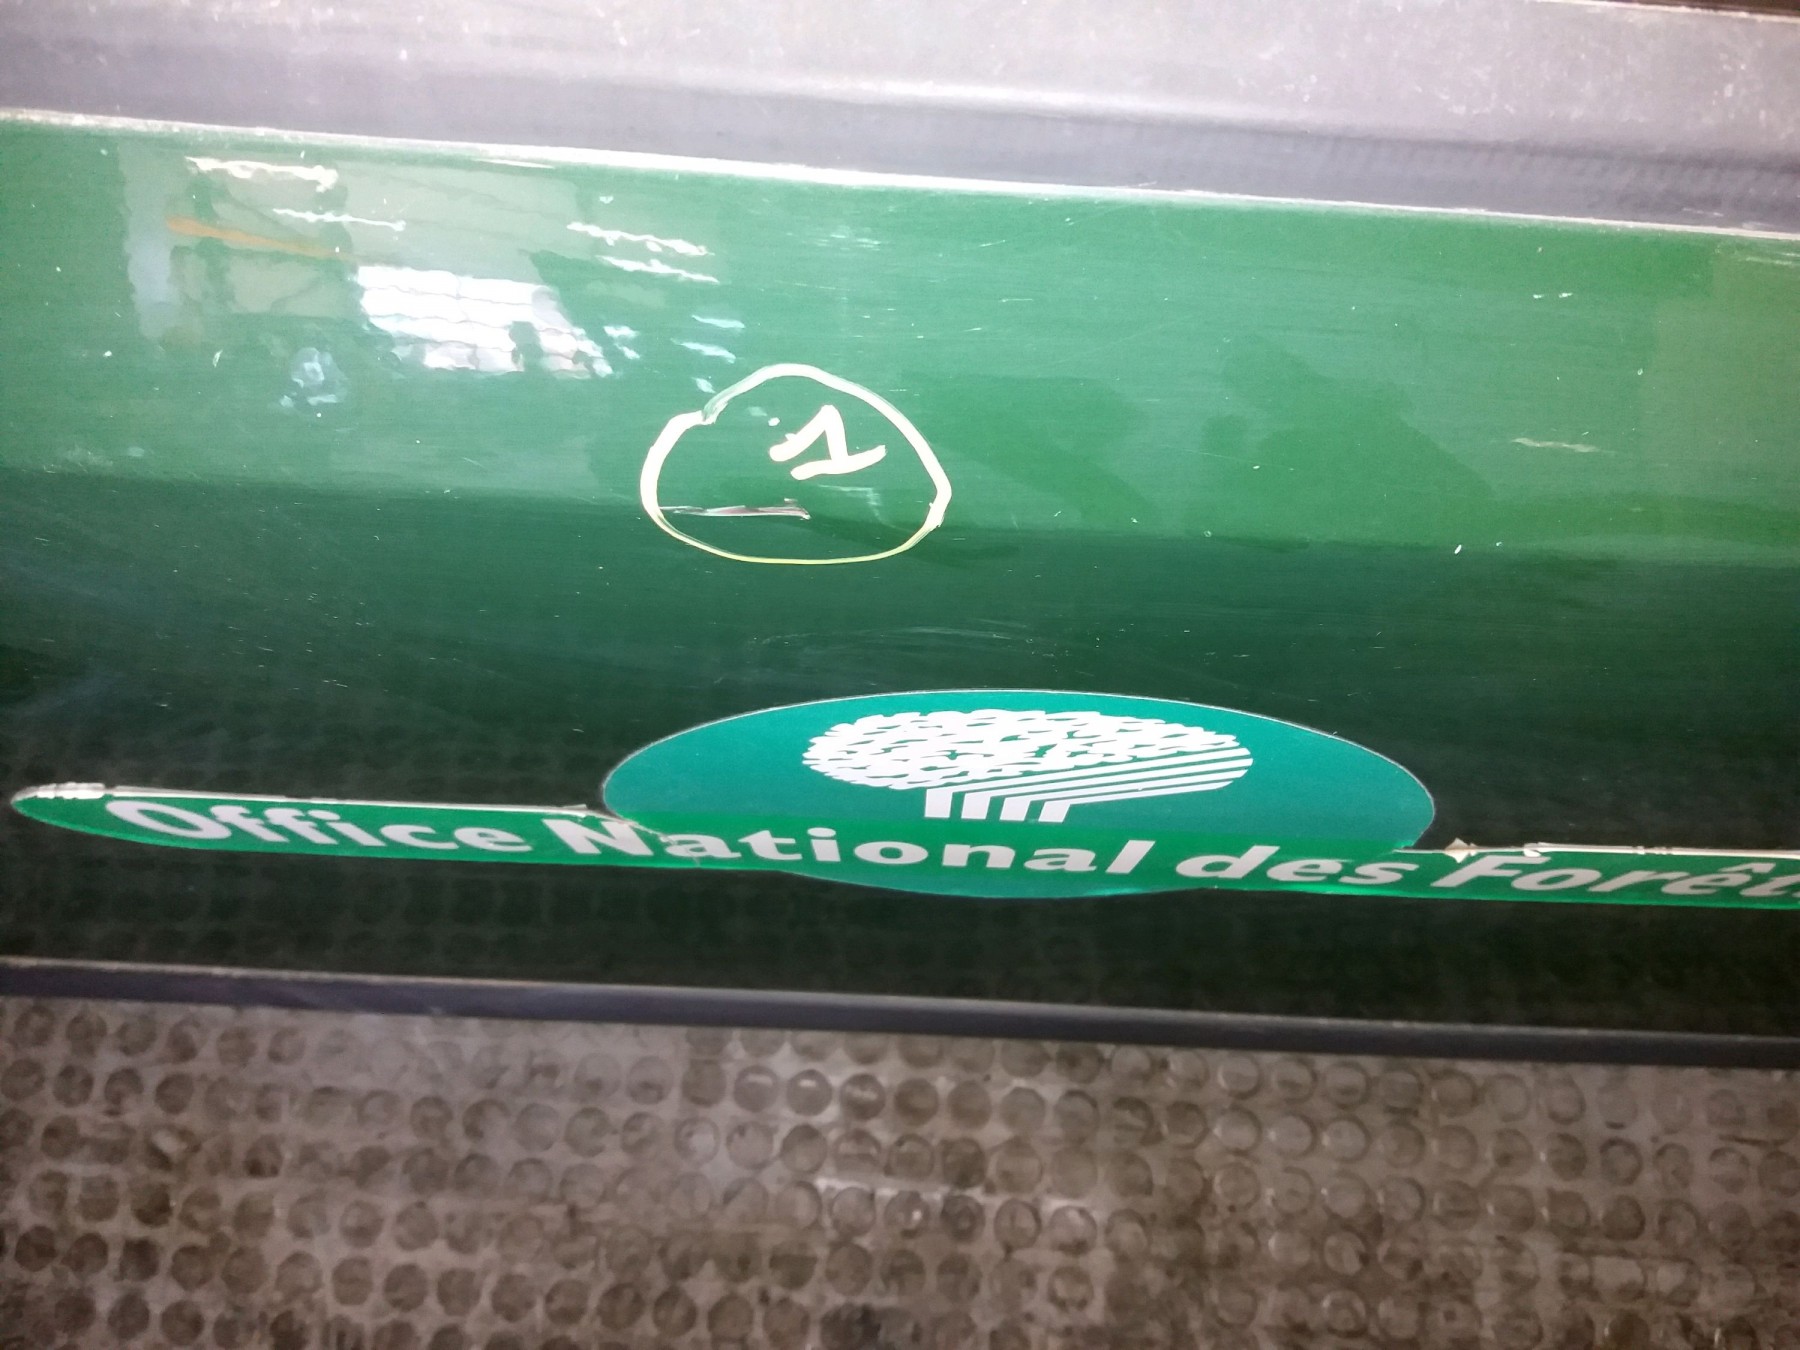 1
Office National des Forêt